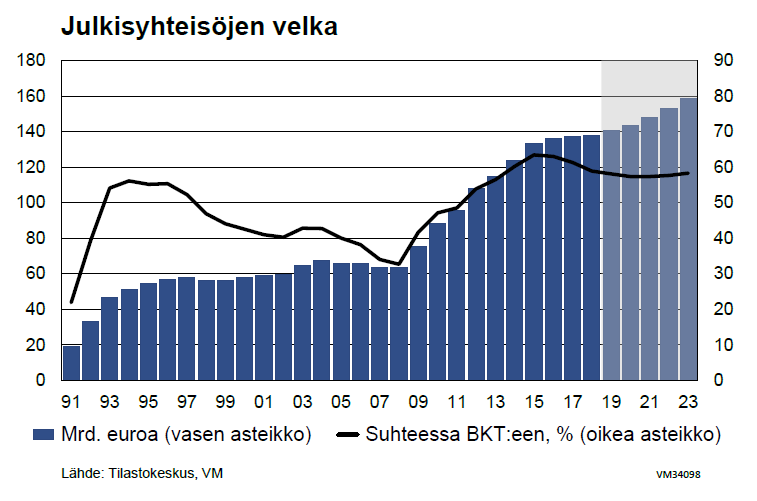 Julkisyhteisöjen velka
180 90
160 80
140 70
120 60
100 50
80 40
60 30
40 20
20 10
0 0
91 93 95 97 99 01 03 05 07 09 11 13 15 17 19 21 23
Mrd. euroa (vasen asteikko) Suhteessa BKT:een, % (oikea asteikko)
Lähde: Tilastokeskus, VM VM34098